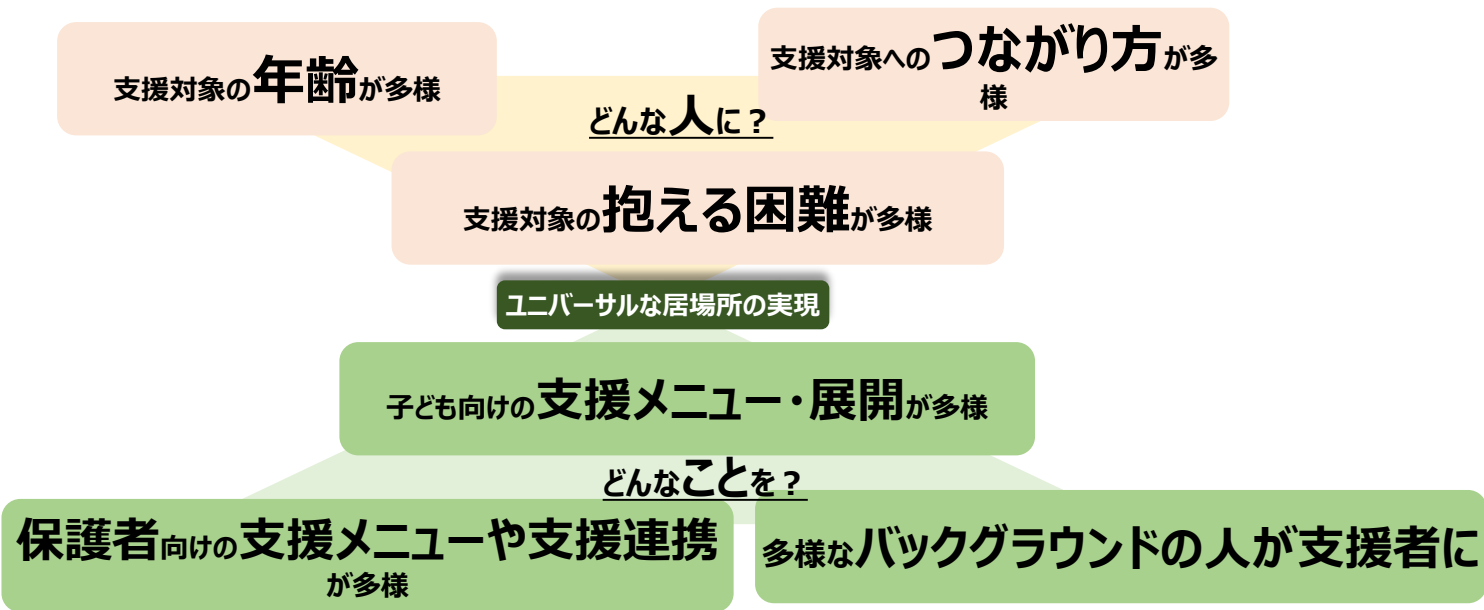 支援対象の年齢が多様
支援対象へのつながり方が多
様
どんな人に？
支援対象の抱える困難が多様
ユニバーサルな居場所の実現
子ども向けの支援メニュー・展開が多様
どんなことを？
保護者向けの支援メニューや支援連携
が多様
多様なバックグラウンドの人が支援者に